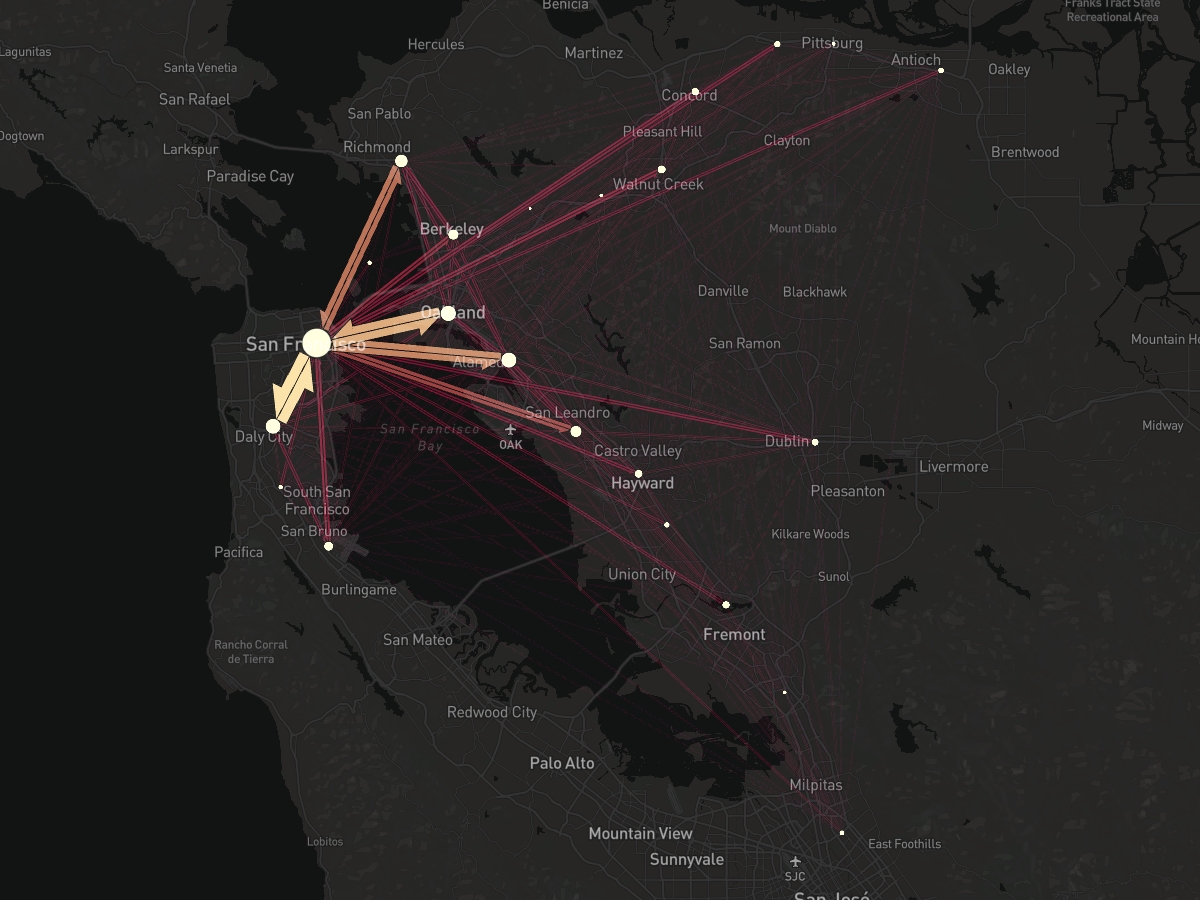 Benicia
Franks Tract State
Recreational Area
Lagunitas
Hercules
Martinez
Pittsburg
Antioch
Oakley
Santa Venetia
San Rafael
Concord
San Pablo
Dogtown
Larkspur
Richmond
Pleasant Hill
Clayton
Brentwood
Paradise Cay
Walnut Creek
Berkeley
Mount Diablo
Danville
Blackhawk
Oakland
San Francisco
San Ramon
Mountain Ho
Alameda
San Leandro
Daly City
San Francisco
Bay
OAK
Castro Valley
Dublin
Midway
Livermore
Hayward
Pleasanton
South San
Francisco
San Bruno
Pacifica
Kilkare Woods
Burlingame
Union City
Sunol
San Mateo
Fremont
Rancho Corral
de Tierra
Redwood City
Palo Alto
Milpitas
Mountain View
Lobitos
East Foothills
Sunnyvale
SJC
San José